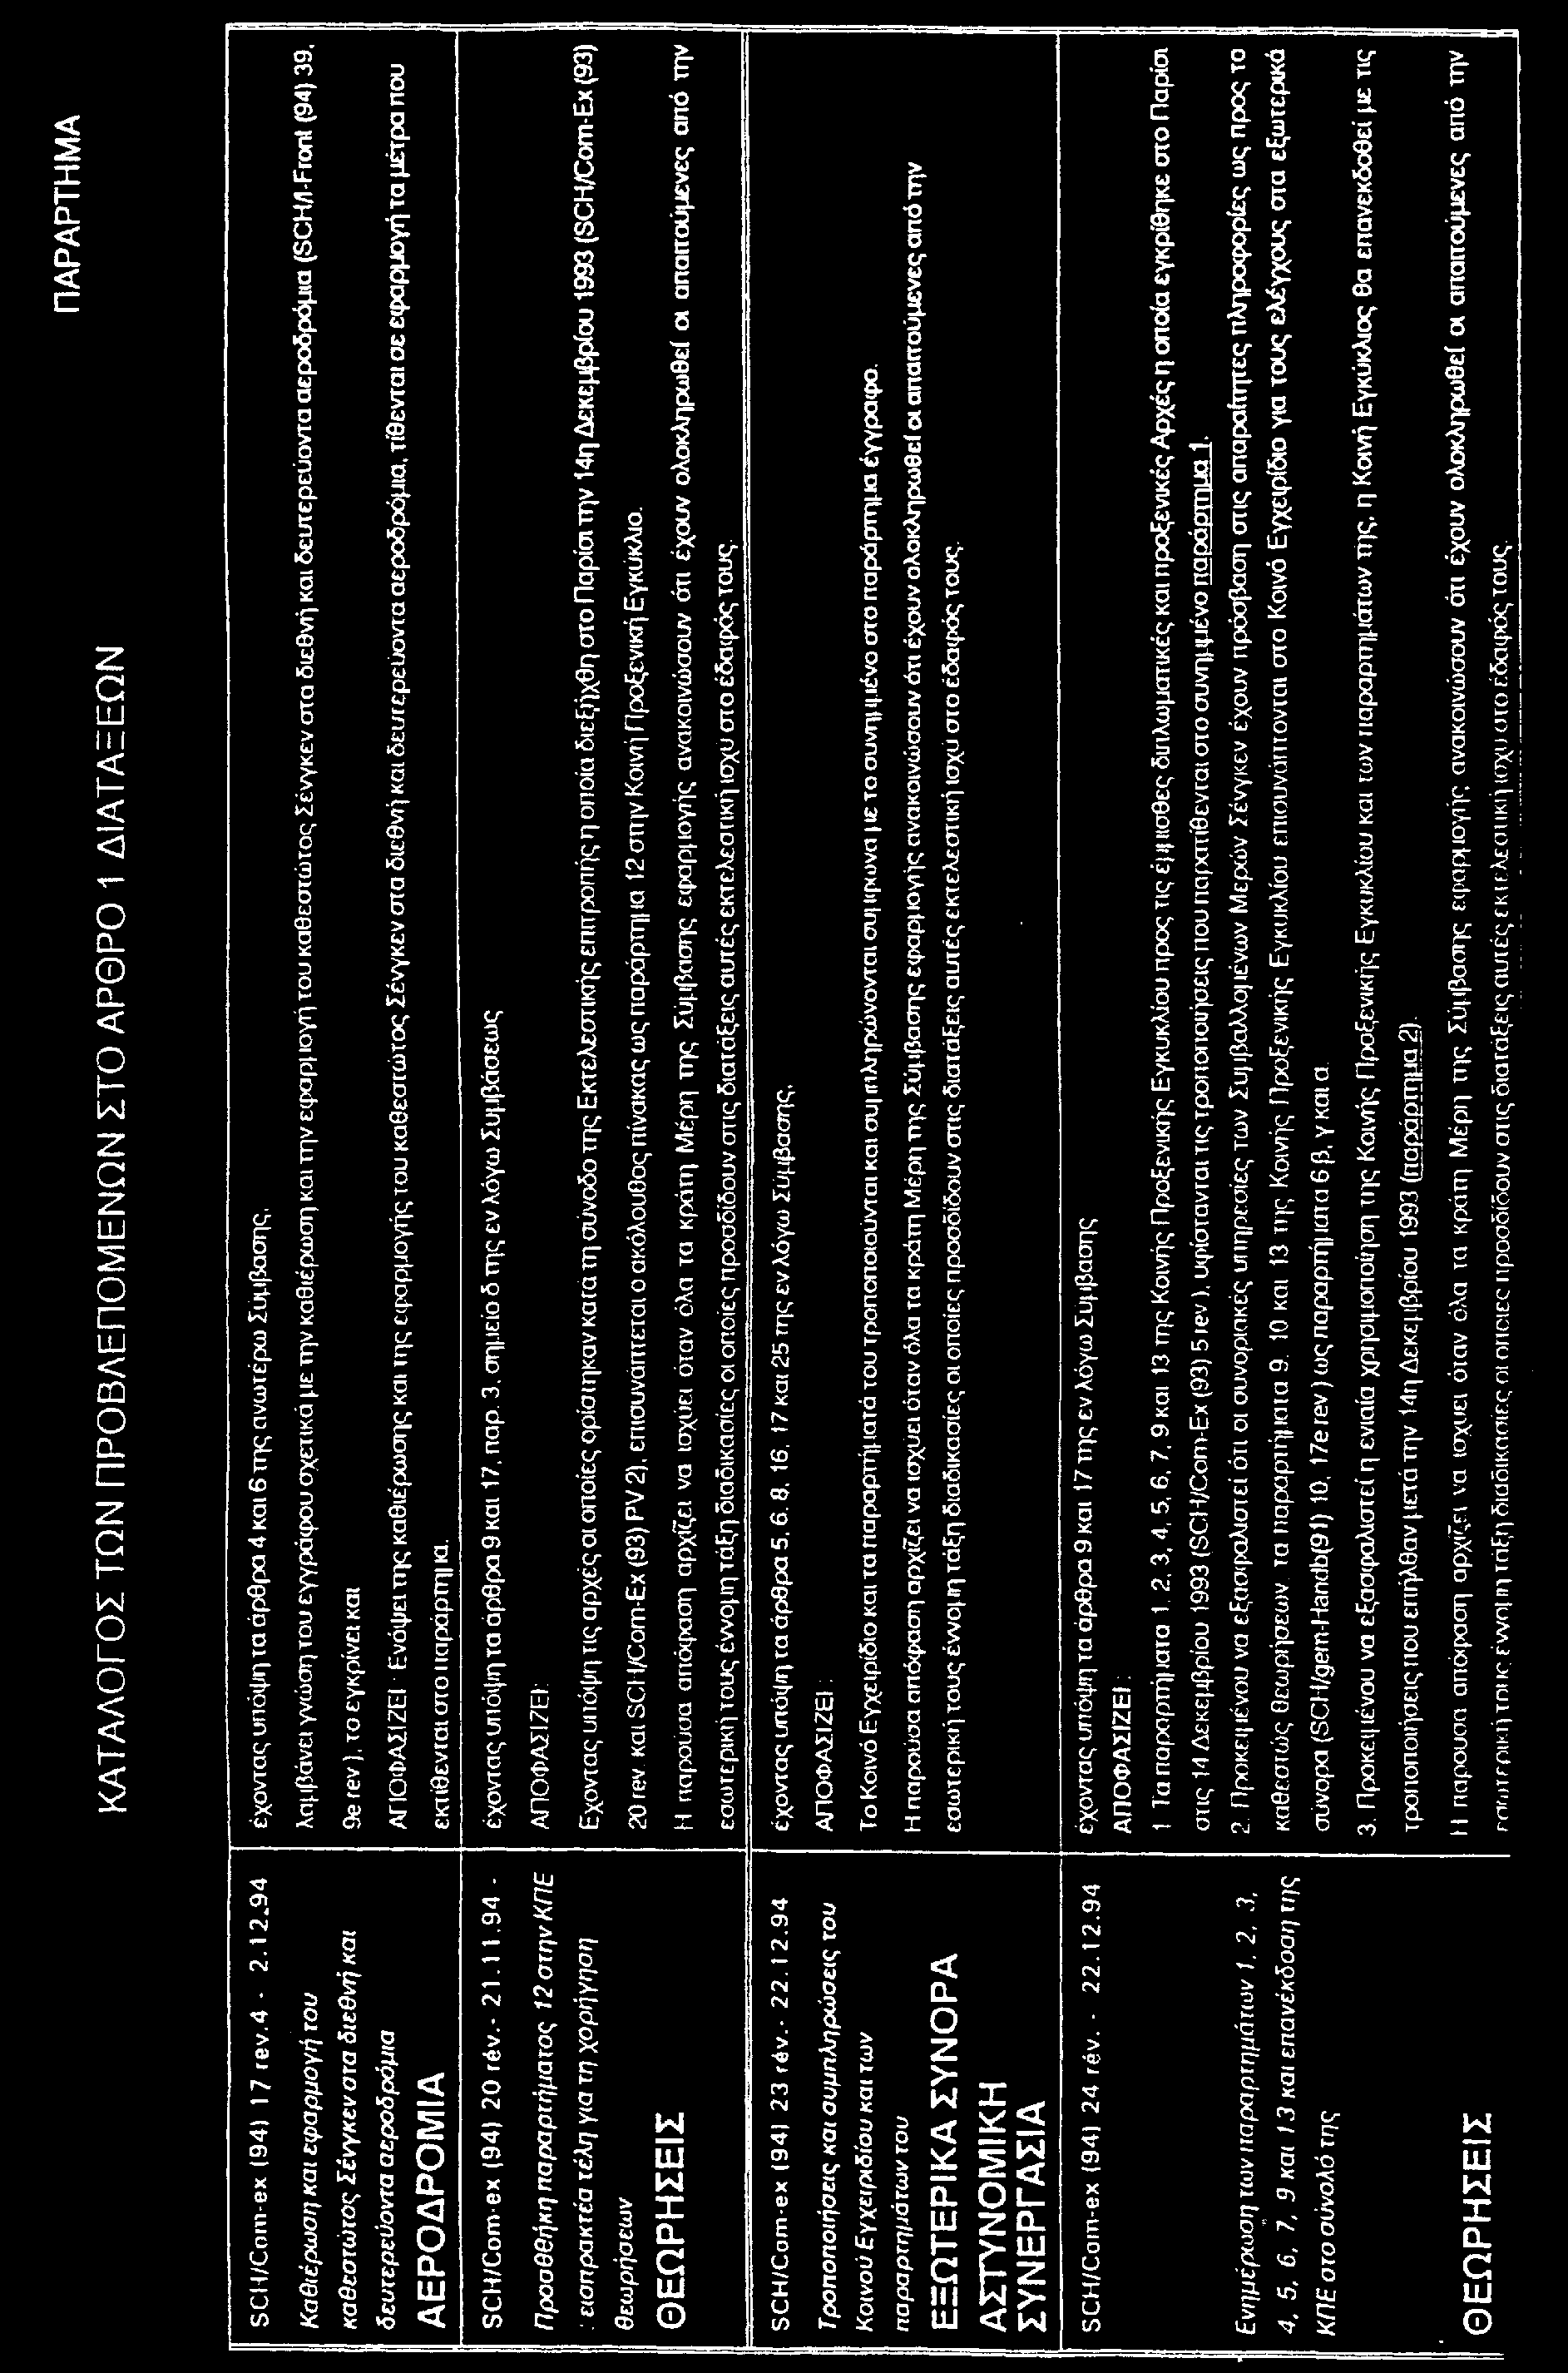 ΠΑΡΑΡΤΗΜΑ
ΚΑΤΑΛΟΓΟΣ ΤΩΝ ΠΡΟΒΛΕΠΟΜΕΝΩΝ ΣΤΟ ΑΡΘΡΟ 1 ΔΙΑΤΑΞΕΩΝ
SCH/Com-ex (94) 17 rev.4 - 2.12.94
Καθιέρωση και εφαρμογή του
καθεστώτος Σένγκεν στα διεθνή και
δευτερεύοντα αεροδρόμια
ΑΕΡΟΔΡΟΜΙΑ
έχοντας υπόψη τα άρθρα 4 και 6 της ανωτέρω Σύμβασης,
λαμβάνει γνώση του εγγράφου σχετικά με την καθιέρωση και την εφαρμογή του καθεστώτος Σένγκεν στα διεθνή και δευτερεύοντα αεροδρόμια (SCH/I-Front (94) 39,
9e rev ), το εγκρίνει και
ΑΠΟΦΑΣΙΖΕΙ : Ενόψει της καθιέρωσης και της εφαρμογής του καθεστώτος Σένγκεν στα διεθνή και δευτερεύοντα αεροδρόμια, τίθενται σε εφαρμογή τα μέτρα που
εκτίθενται στο παράρτημα.
SCH/Com-ex (94) 20 rév.- 21.11.94 -
Προσθήκη παραρτήματος 12 στην ΚΠΕ
: εισπρακτέα τέλη για τη χορήγηση
θεωρήσεων
ΘΕΩΡΗΣΕΙΣ
έχοντας υπόψη τα άρθρα 9 και 17, παρ. 3, σημείο δ της εν λόγω Συμβάσεως
ΑΠΟΦΑΣΙΖΕΙ:
Εχοντας υπόψη τις αρχές οι οποίες ορίστηκαν κατά τη σύνοδο της Εκτελεστικής επιτροπής η οποία διεξήχθη στο Παρίσι την 14η Δεκεμβρίου 1993 (SCH/Com-Ex (93)
20 rev. και SCH/Com-Ex (93) PV 2), επισυνάπτεται ο ακόλουθος πίνακας ως παράρτημα 12 στην Κοινή Προξενική Εγκύκλιο.
Η παρούσα απόφαση αρχίζει να ισχύει όταν όλα τα κράτη Μέρη της Σύμβασης εφαρμογής ανακοινώσουν ότι έχουν ολοκληρωθεί οι απαιτούμενες από την
εσωτερική τους έννομη τάξη διαδικασίες οι οποίες προσδίδουν στις διατάξεις αυτές εκτελεστική ισχύ στο έδαφός τους.
SCH/Com-ex (94) 23 rév.- 22.12.94
Τροποποιήσεις και συμπληρώσεις του
Κοινού Εγχειριδίου και των
παραρτημάτων του
ΕΞΩΤΕΡΙΚΑ ΣΥΝΟΡΑ
ΑΣΤΥΝΟΜΙΚΗ
ΣΥΝΕΡΓΑΣΙΑ
έχοντας υπόψη τα άρθρα 5, 6, 8, 16, 17 και 25 της εν λόγω Σύμβασης,
ΑΠΟΦΑΣΙΖΕΙ :
Το Κοινό Εγχειρίδιο και τα παραρτήματά του τροποποιούνται και συμπληρώνονται σύμφωνα με το συνημμένο στο παράρτημα έγγραφο.
Η παρούσα απόφαση αρχίζει να ισχύει όταν όλα τα κράτη Μέρη της Σύμβασης εφαρμογής ανακοινώσουν ότι έχουν ολοκληρωθεί οι απαιτούμενες από την
εσωτερική τους έννομη τάξη διαδικασίες οι οποίες προσδίδουν στις διατάξεις αυτές εκτελεστική ισχύ στο έδαφός τους.
SCH/Com-ex (94) 24 rév. - 22.12.94
Ενημέρωση των παραρτημάτων 1, 2, 3,
4, 5, 6, 7, 9 και 13 και επανέκδοση της
ΚΠΕ στο σύνολό της
ΘΕΩΡΗΣΕΙΣ
έχοντας υπόψη τα άρθρα 9 και 17 της εν λόγω Σύμβασης
ΑΠΟΦΑΣΙΖΕΙ :
1 Τα παραρτήματα 1, 2, 3, 4, 5, 6, 7, 9 και 13 της Κοινής Προξενικής Εγκυκλίου προς τις έμμισθες διπλωματικές και προξενικές Αρχές η οποία εγκρίθηκε στο Παρίσι
στις 14 Δεκεμβρίου 1993 (SCH/Com-Ex (93) 5 rev ), υφίστανται τις τροποποιήσεις που παρατίθενται στο συνημμένο παράρτημα 1.
2. Προκειμένου να εξασφαλιστεί ότι οι συνοριακές υπηρεσίες των Συμβαλλομένων Μερών Σένγκεν έχουν πρόσβαση στις απαραίτητες πληροφορίες ως προς το
καθεστώς θεωρήσεων, τα παραρτήματα 9, 10 και 13 της Κοινής Προξενικής Εγκυκλίου επισυνάπτονται στο Κοινό Εγχειρίδιο για τους ελέγχους στα εξωτερικά
σύνορα (SCH/gem-Handb(91) 10, 17e rev ) ως παραρτήματα 6 β, γ και α.
3. Προκειμένου να εξασφαλιστεί η ενιαία χρησιμοποίηση της Κοινής Προξενικής Εγκυκλίου και των παραρτημάτων της, η Κοινή Εγκύκλιος θα επανεκδοθεί με τις
τροποποιήσεις που επήλθαν μετά την 14η Δεκεμβρίου 1993 (παράρτημα 2).
Η παρούσα απόφαση αρχίζει να ισχύει όταν όλα τα κράτη Μέρη της Σύμβασης εφαρμογής ανακοινώσουν ότι έχουν ολοκληρωθεί οι απαιτούμενες από την
εσωτερική τους έννομη τάξη διαδικασίες οι οποίες προσδίδουν στις διατάξεις αυτές εκτελεστική ισχύ στο έδαφός τους.